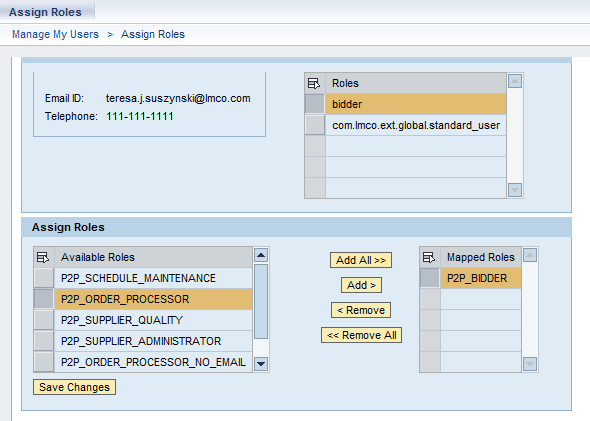 Assign Roles
Manage My Users > Assign Roles
Email ID: teresa.j.suszynski@lmco.com
Telephone: 111-111-1111
Roles
bidder
com.lmco.ext.global.standard_user
Assign Roles
Available Roles
P2P_SCHEDULE_MAINTENANCE
P2P_ORDER_PROCESSOR
P2P_SUPPLIER_QUALITY
P2P_SUPPLIER_ADMINISTRATOR
P2P_ORDER_PROCESSOR_NO_EMAIL
Add All >>
Add >
< Remove
<< Remove All
Mapped Roles
P2P_BIDDER
Save Changes